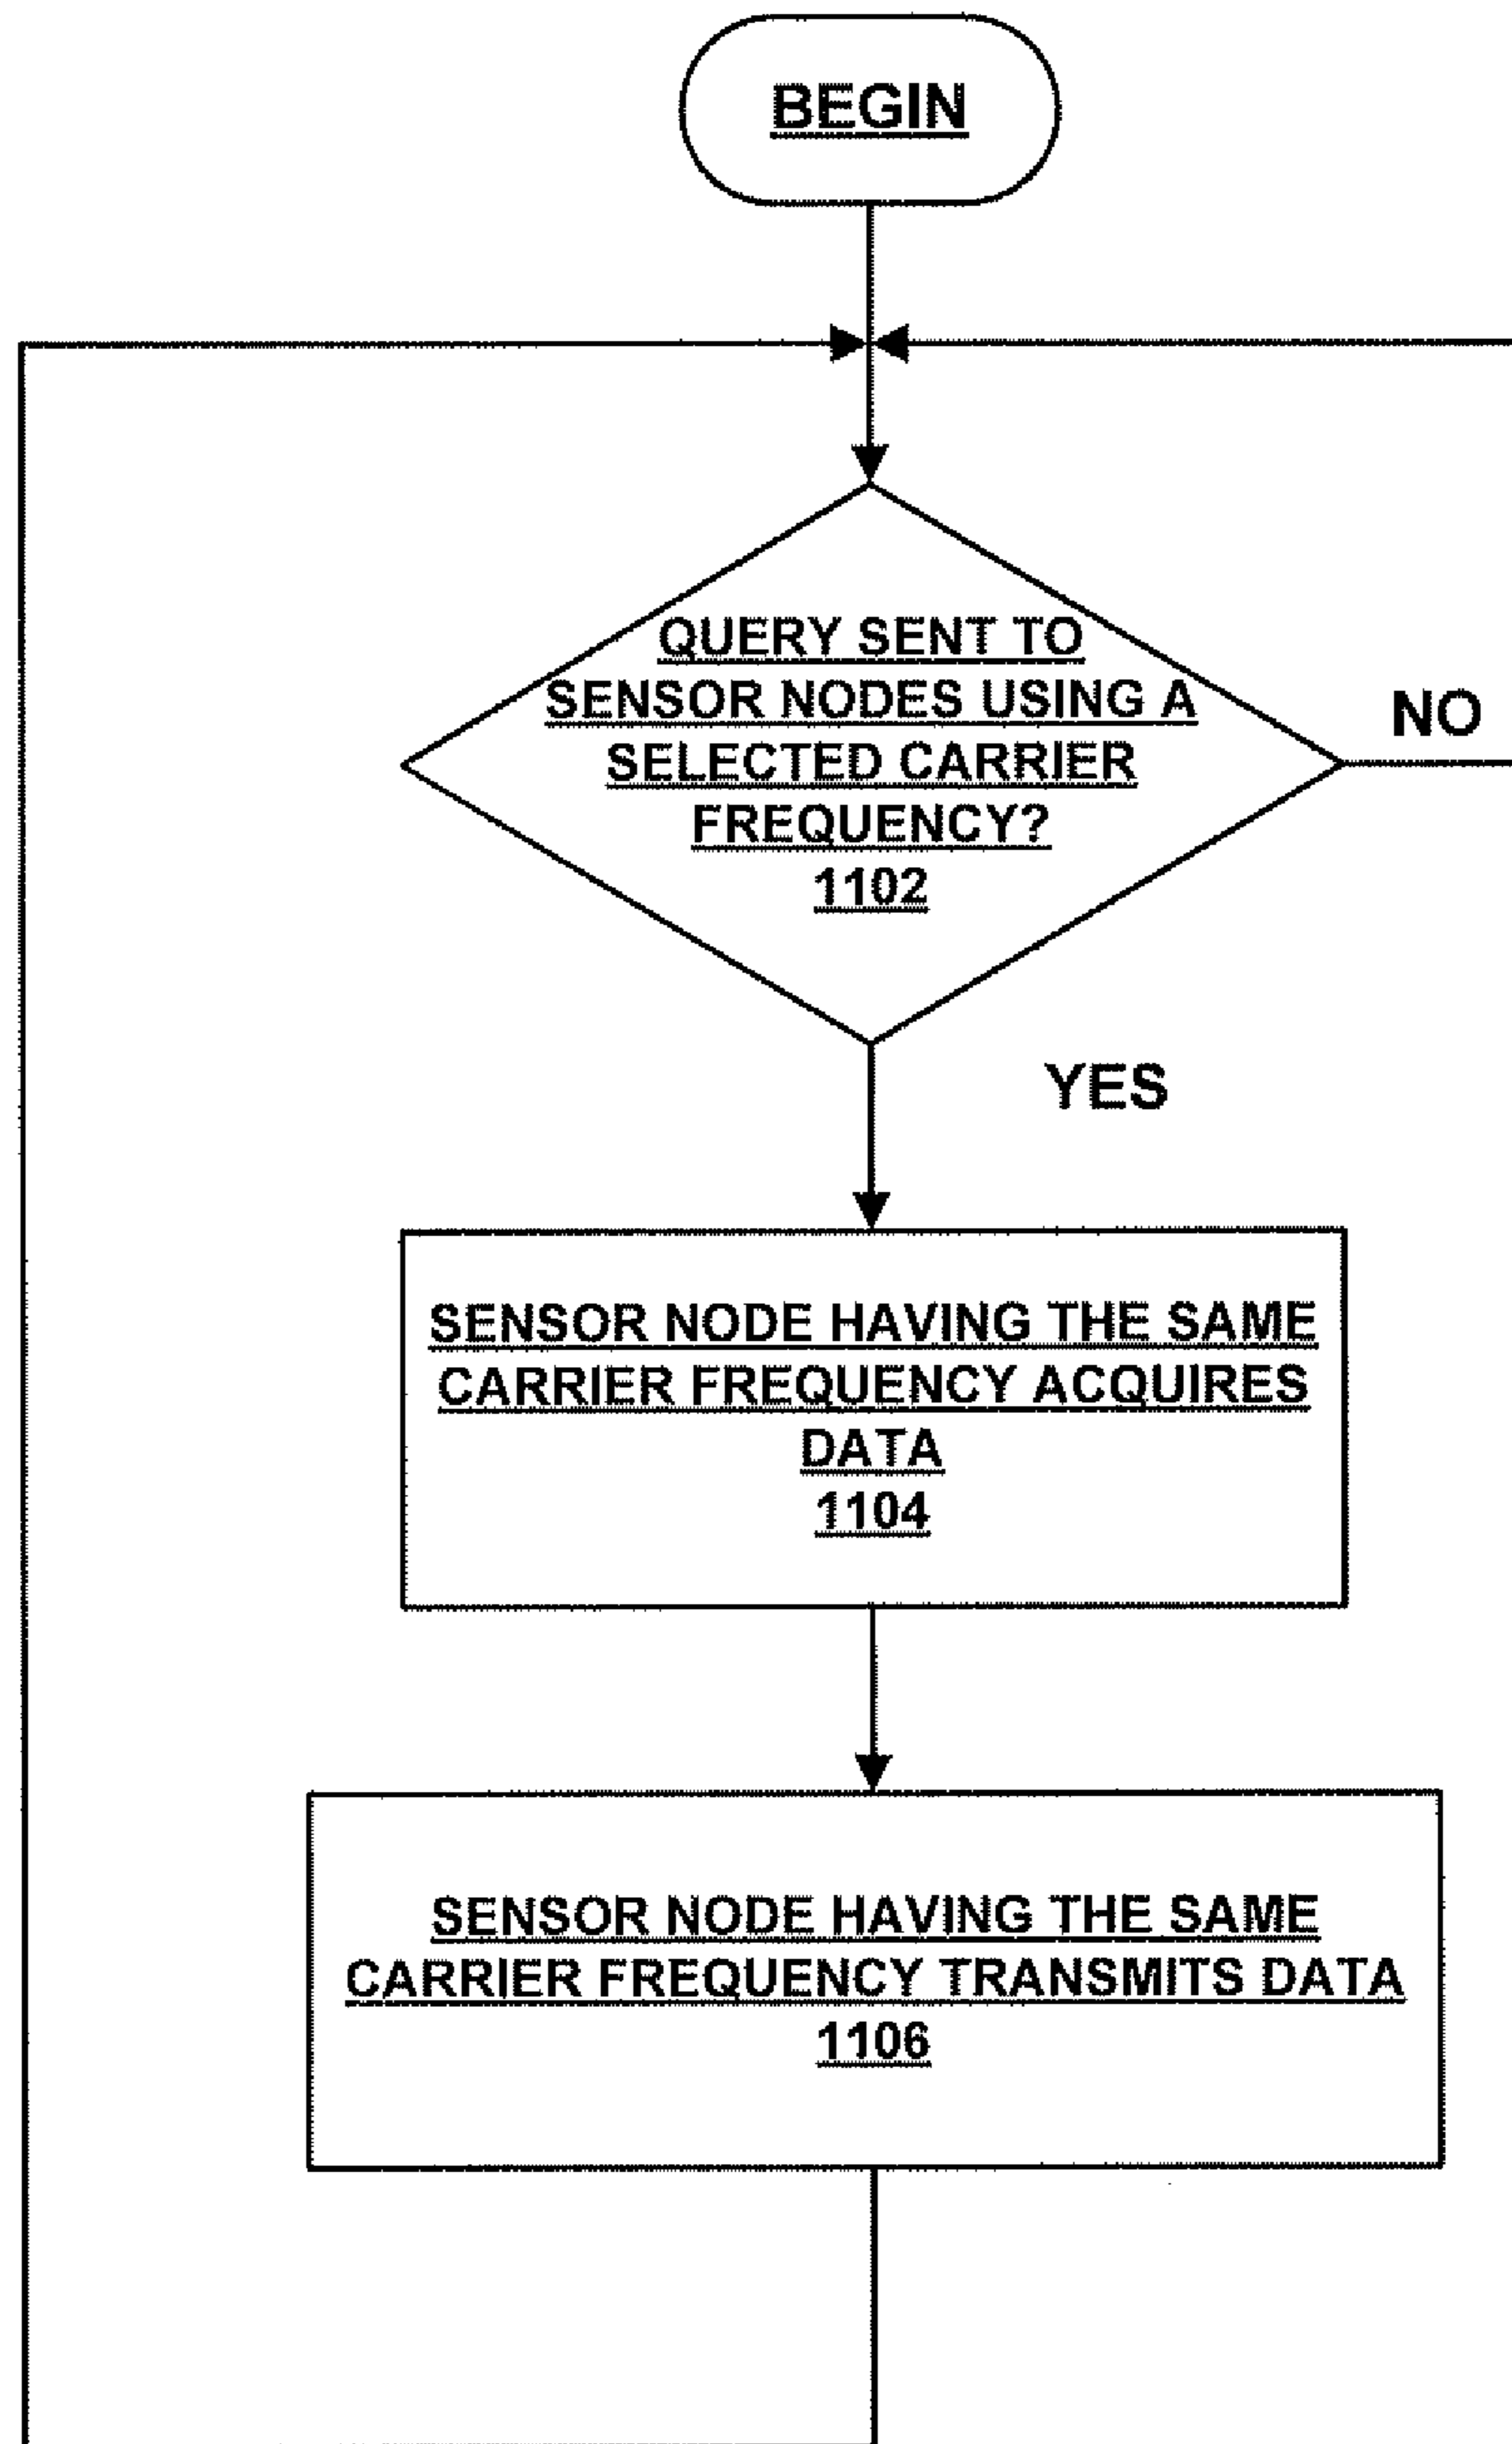 BEGIN
QUERY SENT TO
SENSOR NODES USING A
SELECTED CARRIER
FREQUENCY?
1102
NO
YES
SENSOR NODE HAVING THE SAME
CARRIER FREQUENCY ACQUIRES
DATA
1104
SENSOR NODE HAVING THE SAME
CARRIER FREQUENCY TRANSMITS DATA
1106